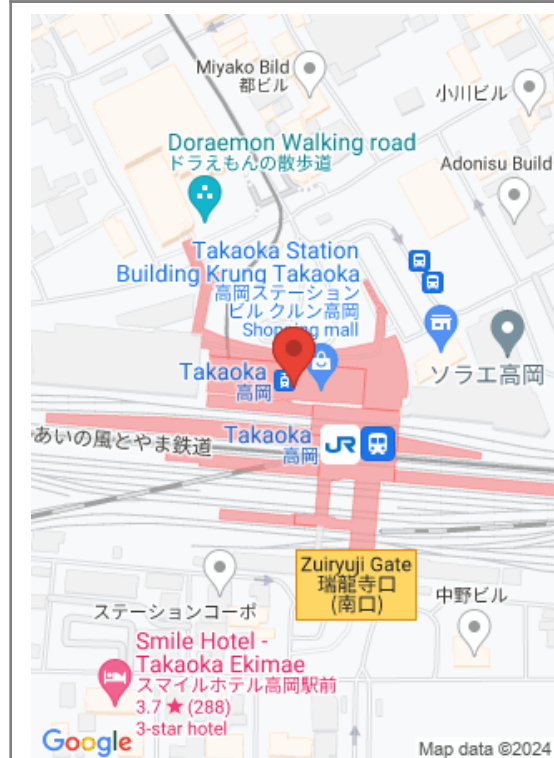 Miyako Bild
都ビル
小川ビル
Doraemon Walking road
ドラえもんの散歩道
Adonisu Build
Takaoka Station
Building Krung Takaoka
高岡ステーション
ビル クルン高岡
Shopping mall
ソラエ高岡
Takaoka
高岡
あいの風とやま鉄道
Takaoka
高岡
JR
Zuiryuji Gate
瑞龍寺口
(南口)
ステーションコーポ
中野ビル
Smile Hotel -
Takaoka Ekimae
スマイルホテル高岡駅前
3.7 ★ (288)
3-star hotel
Google
Map data ©2024